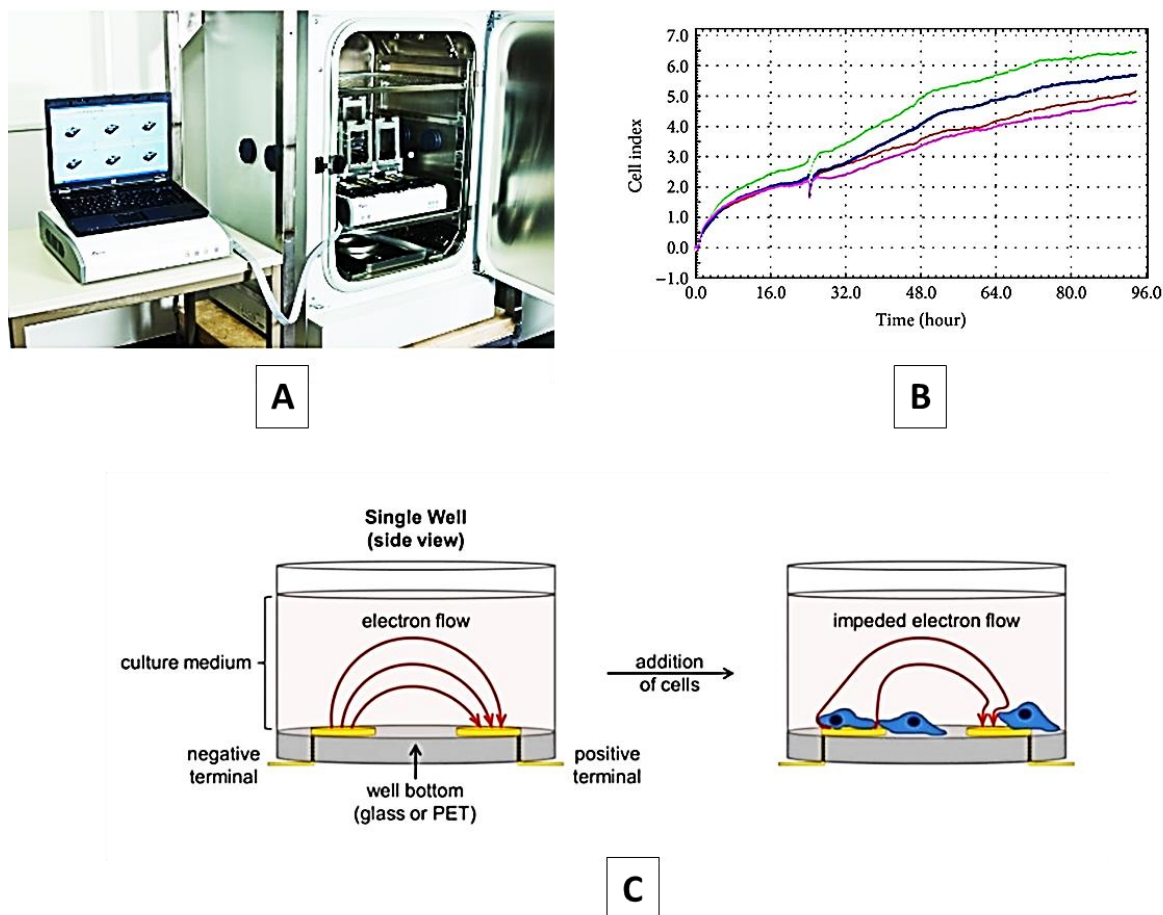 7.0
6.0
5.0
4.0
3.0
2.0
1.0
0.0
−1.0
Cell index
0.0 16.0 32.0 48.0 64.0 80.0 96.0
Time (hour)
A
B
Single Well
(side view)
electron flow
culture medium
negative
terminal
well bottom
(glass or PET)
positive
terminal
addition
of cells
impeded electron flow
C